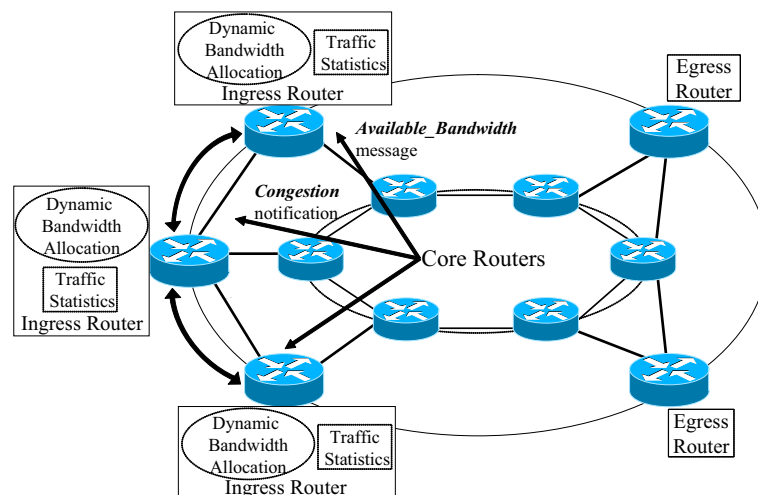 Dynamic
Bandwidth
Allocation
Traffic
Statistics
Ingress Router
Egress
Router
Available_Bandwidth
message
Congestion
notification
Dynamic
Bandwidth
Allocation
Traffic
Statistics
Ingress Router
Core Routers
Dynamic
Bandwidth
Allocation
Traffic
Statistics
Ingress Router
Egress
Router